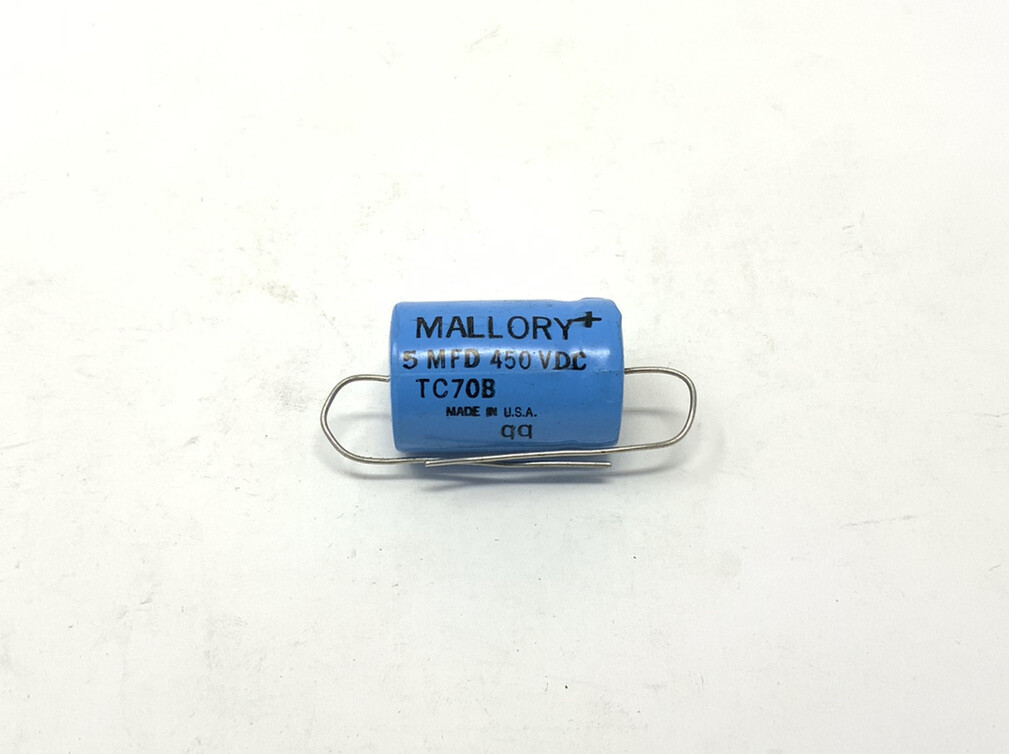 MALLORY+
5 MFD 450 VDC
TC70B
MADE IN U.S.A.
qq